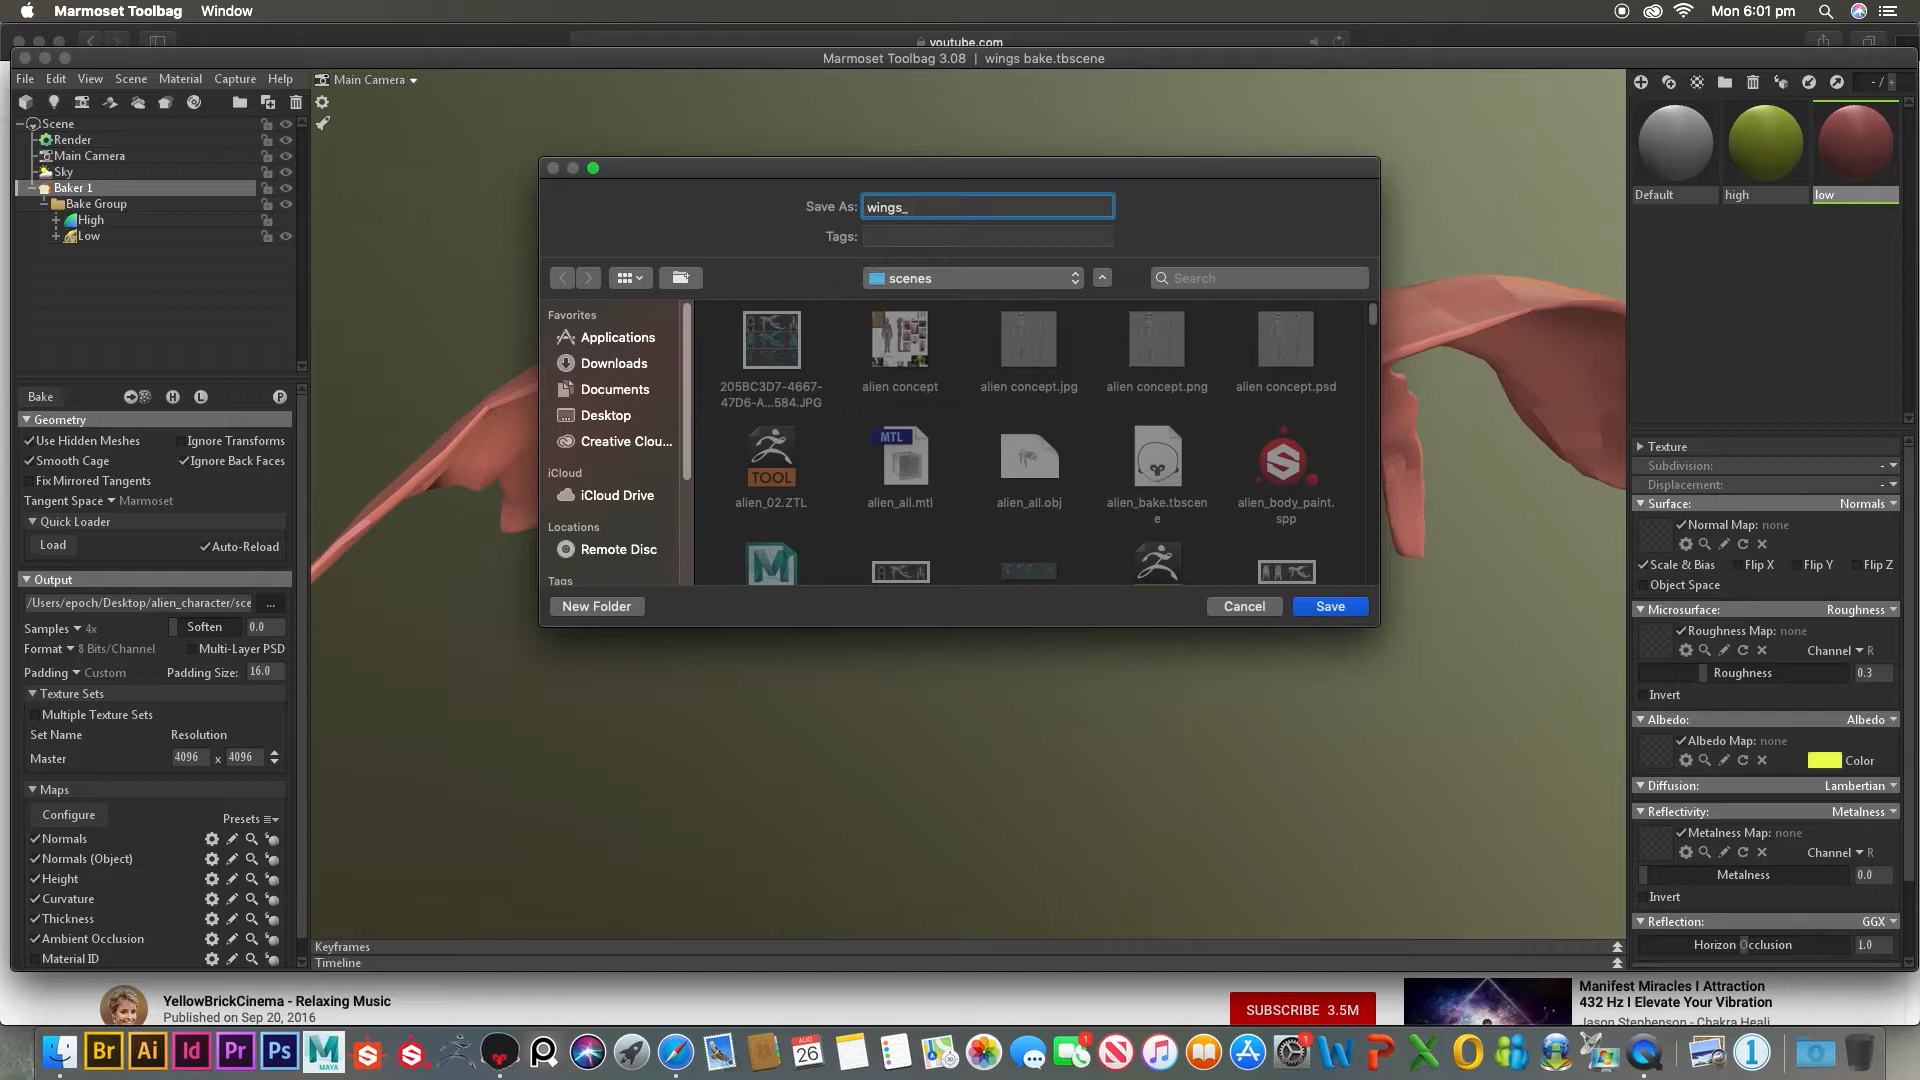 Marmoset Toolbag Window
Mon 6:01 pm
youtube.com
Marmoset Toolbag 3.08 | wings bake.tbscene
File Edit View Scene Material Capture Help
Main Camera
- /
Scene
Render
Main Camera
Sky
Baker 1
Bake Group
High
Low
Default high low
Save As: wings_
Tags:
scenes
Search
Favorites
Applications
Downloads
Documents
Desktop
Creative Clou...
iCloud
iCloud Drive
Locations
Remote Disc
Tags
205BC3D7-4667-
47D6-A...584.JPG
alien concept
alien concept.jpg
alien concept.png
alien concept.psd
TOOL
MTL
alien_02.ZTL
alien_all.mtl
alien_all.obj
alien_bake.tbscen
e
alien_body_paint.
spp
New Folder
Cancel
Save
Bake
H
L
P
Geometry
Use Hidden Meshes Ignore Transforms
Smooth Cage Ignore Back Faces
Fix Mirrored Tangents
Tangent Space Marmoset
Quick Loader
Load Auto-Reload
Output
/Users/epoch/Desktop/alien_character/sce ...
Samples 4x Soften 0.0
Format 8 Bits/Channel Multi-Layer PSD
Padding Custom Padding Size: 16.0
Texture Sets
Multiple Texture Sets
Set Name Resolution
Master 4096 x 4096
Maps
Configure
Presets
Normals
Normals (Object)
Height
Curvature
Thickness
Ambient Occlusion
Material ID
Keyframes
Timeline
Texture
Subdivision: -
Displacement: -
Surface: Normals
Normal Map: none
Scale & Bias Flip X Flip Y Flip Z
Object Space
Microsurface: Roughness
Roughness Map: none
Channel R
Roughness 0.3
Invert
Albedo: Albedo
Albedo Map: none
Color
Diffusion: Lambertian
Reflectivity: Metalness
Metalness Map: none
Channel R
Metalness 0.0
Invert
Reflection: GGX
Horizon Occlusion 1.0
YellowBrickCinema - Relaxing Music
Published on Sep 20, 2016
SUBSCRIBE 3.5M
Manifest Miracles I Attraction
432 Hz I Elevate Your Vibration
Jason Stephenson - Chakra Heali
Br Ai Id Pr Ps
MAYA
AUG
26
1
1
1